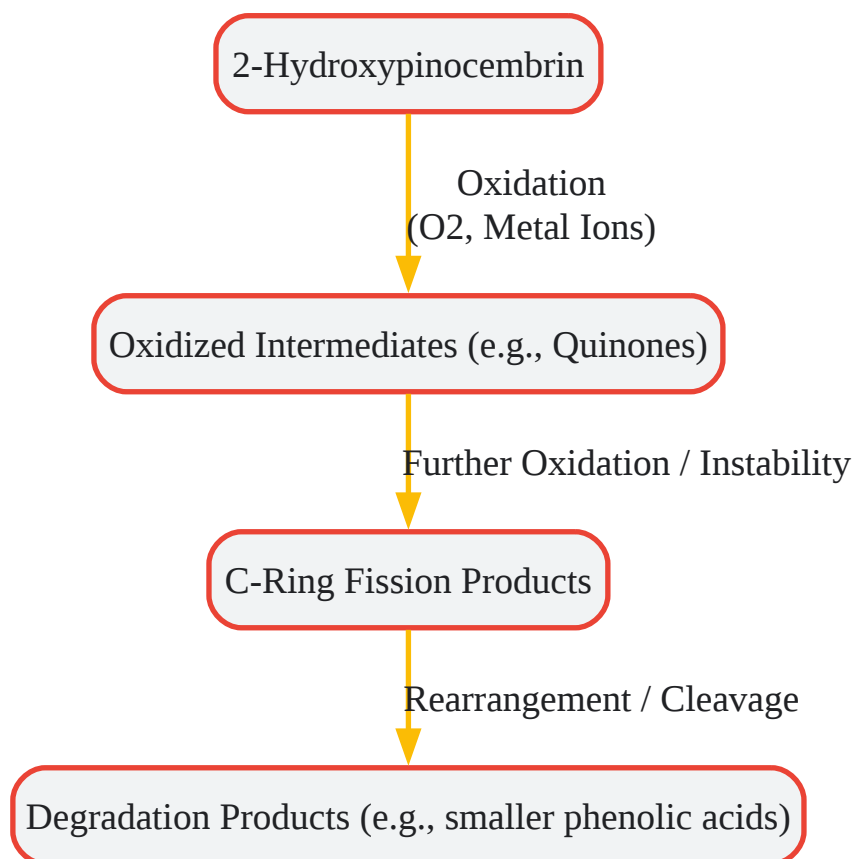 2-Hydroxypinocembrin
Oxidation
(O2, Metal Ions)
Oxidized Intermediates (e.g., Quinones)
Further Oxidation / Instability
C-Ring Fission Products
Rearrangement / Cleavage
Degradation Products (e.g., smaller phenolic acids)